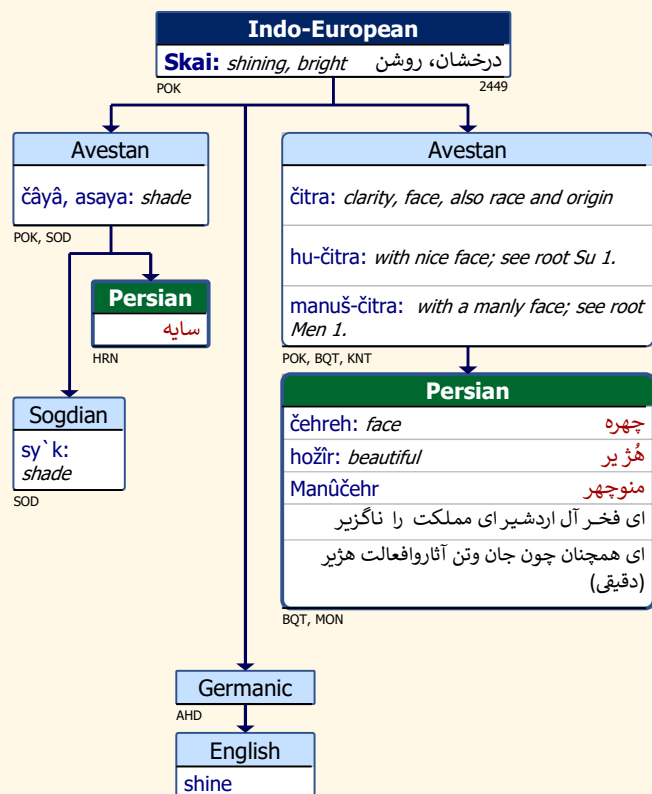 Indo-European
Skai: shining, bright درخشان، روشن
POK 2449
Avestan
čâyâ, asaya: shade
POK, SOD
Persian
سایه
HRN
Sogdian
sy`k:
shade
SOD
Avestan
čitra: clarity, face, also race and origin
hu-čitra: with nice face; see root Su 1.
manuš-čitra: with a manly face; see root
Men 1.
POK, BQT, KNT
Persian
čehreh: face چهره
hožîr: beautiful هُژیر
Manûčehr منوچهر
ای فخر آل اردشیر ای مملکت را ناگزیر
ای همچنان چون جان وتن آثاروافعالت هژیر
(دقیقی)
BQT, MON
Germanic
AHD
English
shine